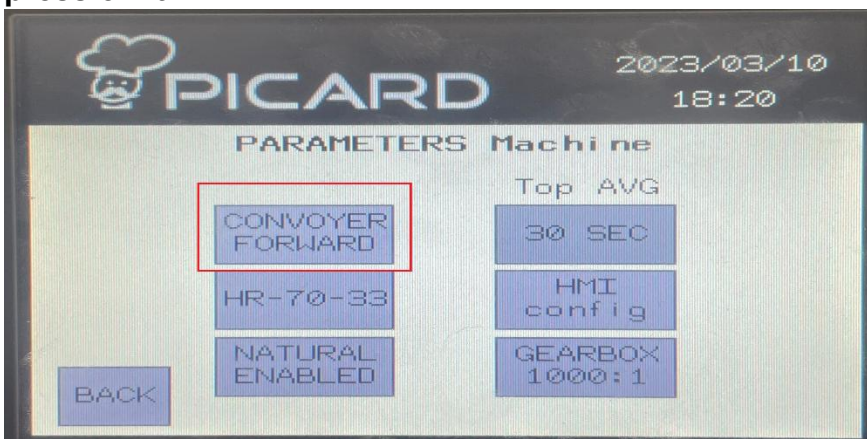 PICARD
2023/03/10
18:20
PARAMETERS Machine
Top AVG
CONVOYER
FORWARD
30 SEC
HR-70-33
HMI
config
NATURAL
ENABLED
GEARBOX
1000:1
BACK